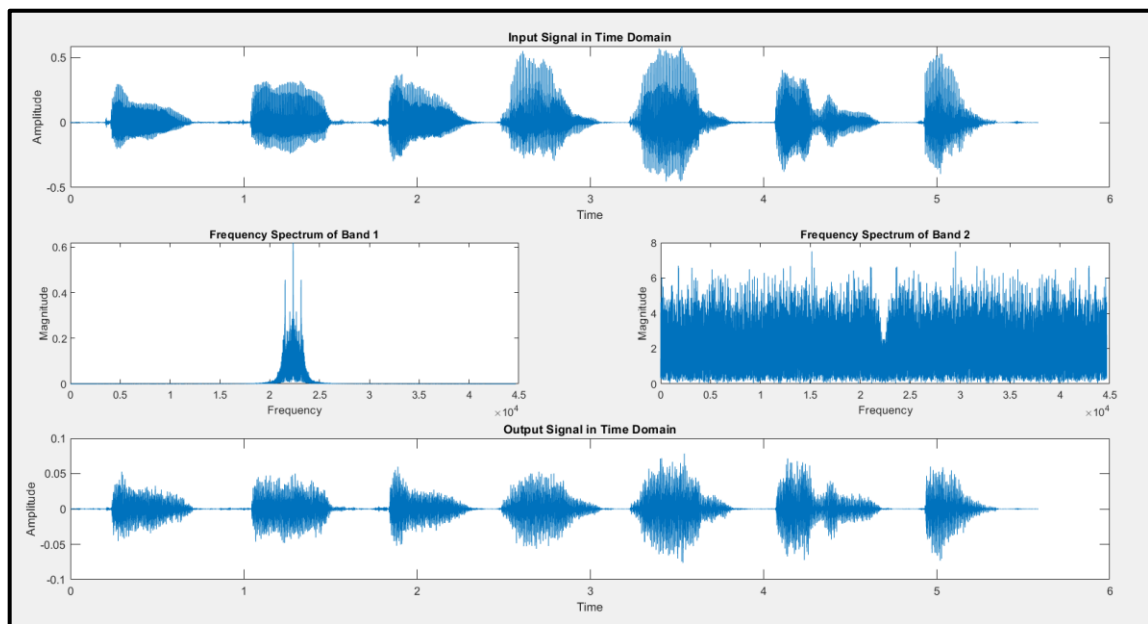 Input Signal in Time Domain
0.5
0
-0.5
Amplitude
0 1 2 3 4 5 6
Time
Frequency Spectrum of Band 1
0.6
0.4
0.2
0
Magnitude
0 0.5 1 1.5 2 2.5 3 3.5 4 4.5
Frequency
×10⁴
Frequency Spectrum of Band 2
8
6
4
2
0
Magnitude
0 0.5 1 1.5 2 2.5 3 3.5 4 4.5
Frequency
×10⁴
Output Signal in Time Domain
0.1
0.05
0
-0.05
-0.1
Amplitude
0 1 2 3 4 5 6
Time